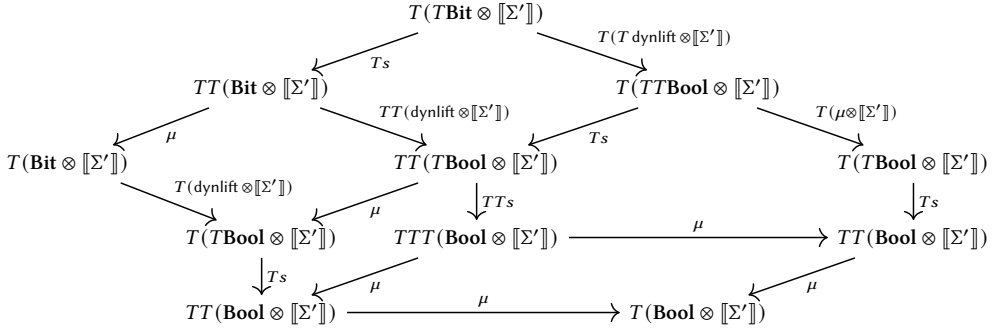 T(T𝐁𝐢𝐭 ⊗ ⟦Σ′⟧)
Ts T(T dynlift ⊗⟦Σ′⟧)
TT(𝐁𝐢𝐭 ⊗ ⟦Σ′⟧) T(TT𝐁𝐨𝐨𝐥 ⊗ ⟦Σ′⟧)
μ TT(dynlift ⊗⟦Σ′⟧) Ts T(μ⊗⟦Σ′⟧)
T(𝐁𝐢𝐭 ⊗ ⟦Σ′⟧) TT(T𝐁𝐨𝐨𝐥 ⊗ ⟦Σ′⟧) T(T𝐁𝐨𝐨𝐥 ⊗ ⟦Σ′⟧)
T(dynlift ⊗⟦Σ′⟧) μ TTs Ts
T(T𝐁𝐨𝐨𝐥 ⊗ ⟦Σ′⟧) TTT(𝐁𝐨𝐨𝐥 ⊗ ⟦Σ′⟧) μ TT(𝐁𝐨𝐨𝐥 ⊗ ⟦Σ′⟧)
Ts μ μ
TT(𝐁𝐨𝐨𝐥 ⊗ ⟦Σ′⟧) μ T(𝐁𝐨𝐨𝐥 ⊗ ⟦Σ′⟧)